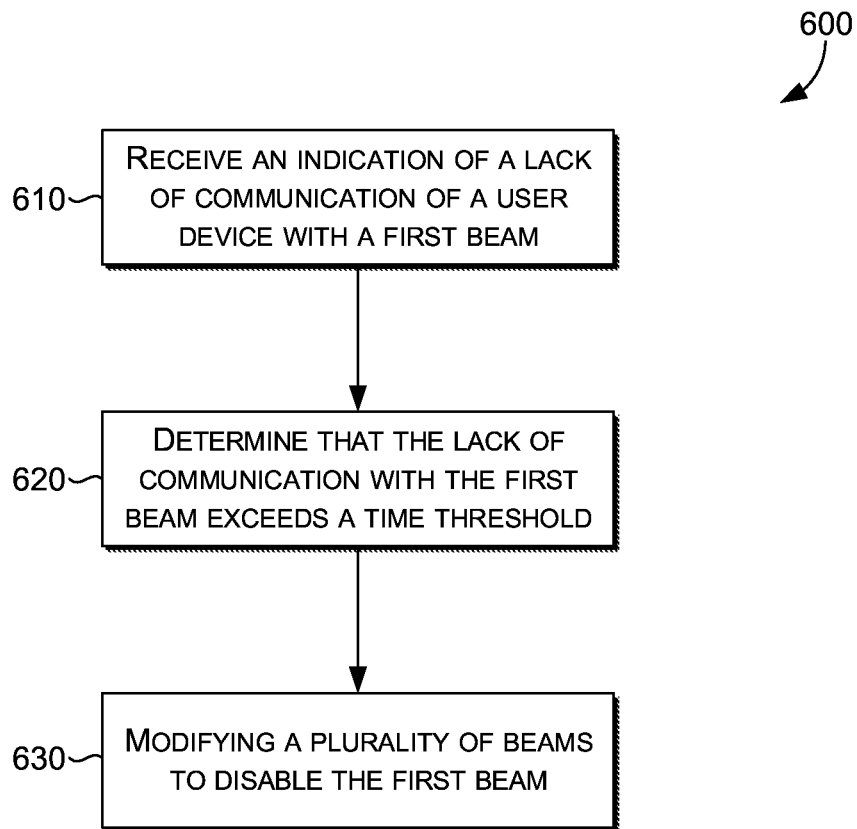 600
RECEIVE AN INDICATION OF A LACK
OF COMMUNICATION OF A USER
DEVICE WITH A FIRST BEAM
610
DETERMINE THAT THE LACK OF
COMMUNICATION WITH THE FIRST
BEAM EXCEEDS A TIME THRESHOLD
620
MODIFYING A PLURALITY OF BEAMS
TO DISABLE THE FIRST BEAM
630